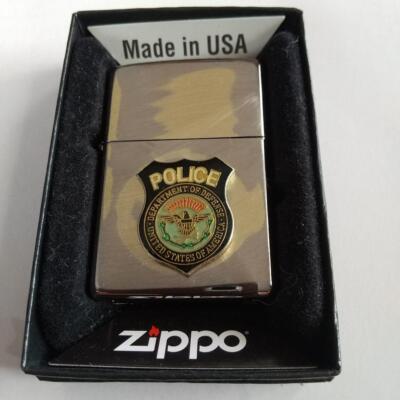 Made in USA
POLICE
DEPARTMENT OF DEFENSE
UNITED STATES OF AMERICA
zippo